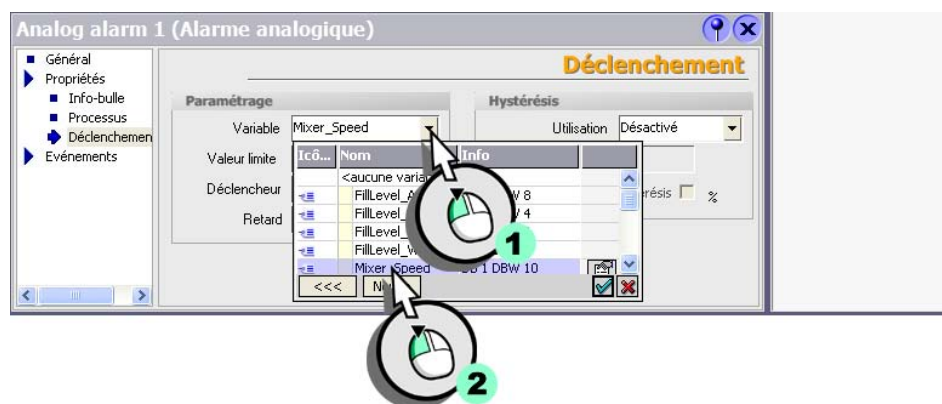 Analog alarm 1 (Alarme analogique)
Général
Propriétés
Info-bulle
Processus
Déclenchemen
Evénements
Déclenchement
Paramétrage
Variable Mixer_Speed
Valeur limite
Déclencheur
Retard
Hystérésis
Utilisation Désactivé
%
Icô... Nom Info
<aucune
FillLevel_
FillLevel_
FillLevel_
FillLevel_
Mixer_Speed DB 1 DBW 10
<<<
1
2